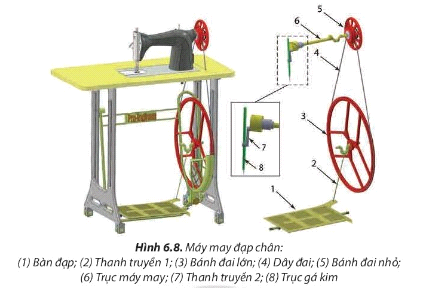 5
6
4
3
7
8
2
1
Hình 6.8. Máy may đạp chân:
(1) Bàn đạp; (2) Thanh truyền 1; (3) Bánh đai lớn; (4) Dây đai; (5) Bánh đai nhỏ;
(6) Trục máy may; (7) Thanh truyền 2; (8) Trục gá kim